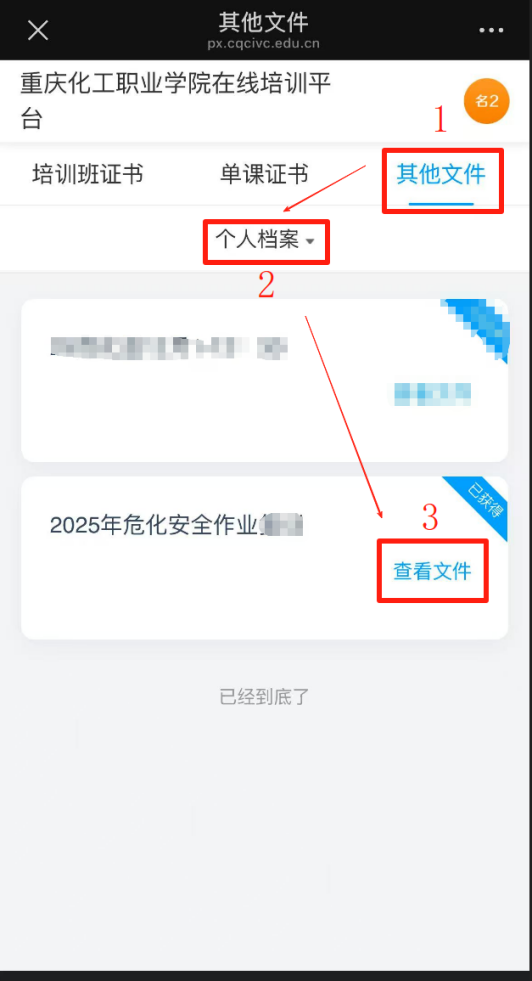 其他文件
px.cqcivc.edu.cn
重庆化工职业学院在线培训平
台
名2
1
培训班证书
单课证书
其他文件
个人档案
2
已获得
2025年危化安全作业
3
查看文件
已经到底了